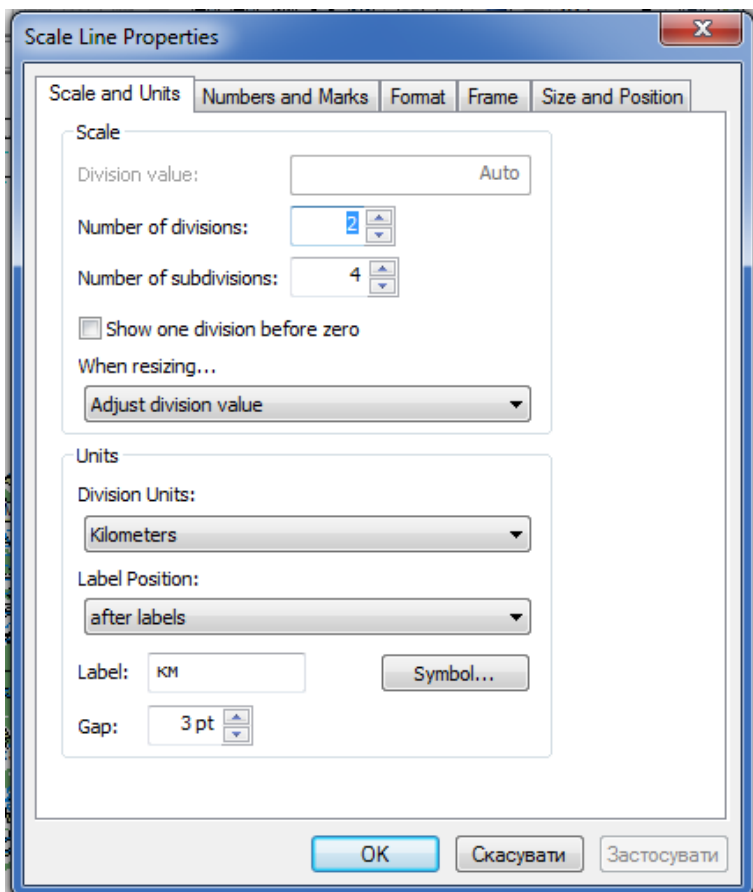 Scale Line Properties
Scale and Units Numbers and Marks Format Frame Size and Position
Scale
Division value: Auto
Number of divisions: 2
Number of subdivisions: 4
Show one division before zero
When resizing...
Adjust division value
Units
Division Units:
Kilometers
Label Position:
after labels
Label: км Symbol...
Gap: 3 pt
OK Скасувати Застосувати